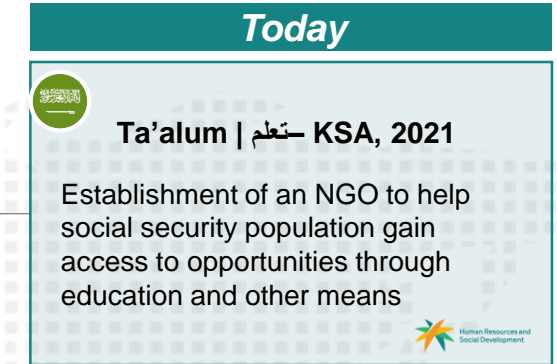 Today
Ta’alum | تعلم – KSA, 2021
Establishment of an NGO to help
social security population gain
access to opportunities through
education and other means
Human Resources and
Social Development